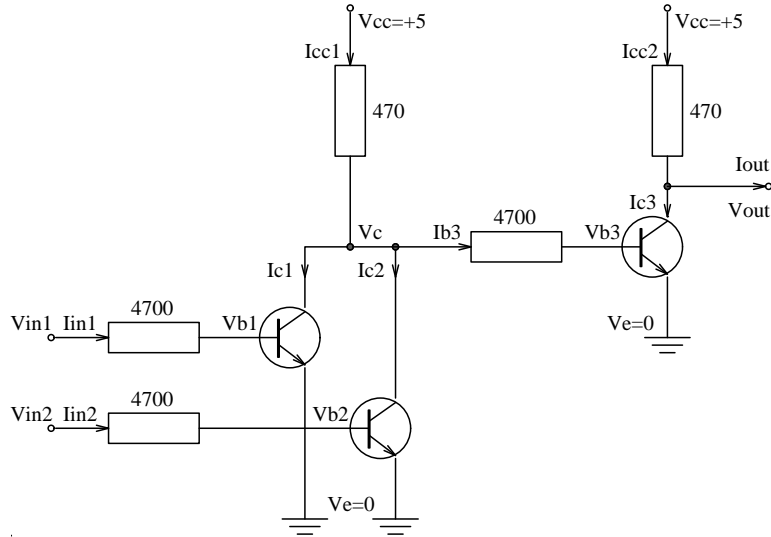 Vcc=+5
Vcc=+5
Icc1
Icc2
470
470
Iout
Vc
Ib3
4700
Vb3
Ic3
Vout
Ic1
Ic2
4700
Vin1
Iin1
Vb1
Ve=0
4700
Vin2
Iin2
Vb2
Ve=0